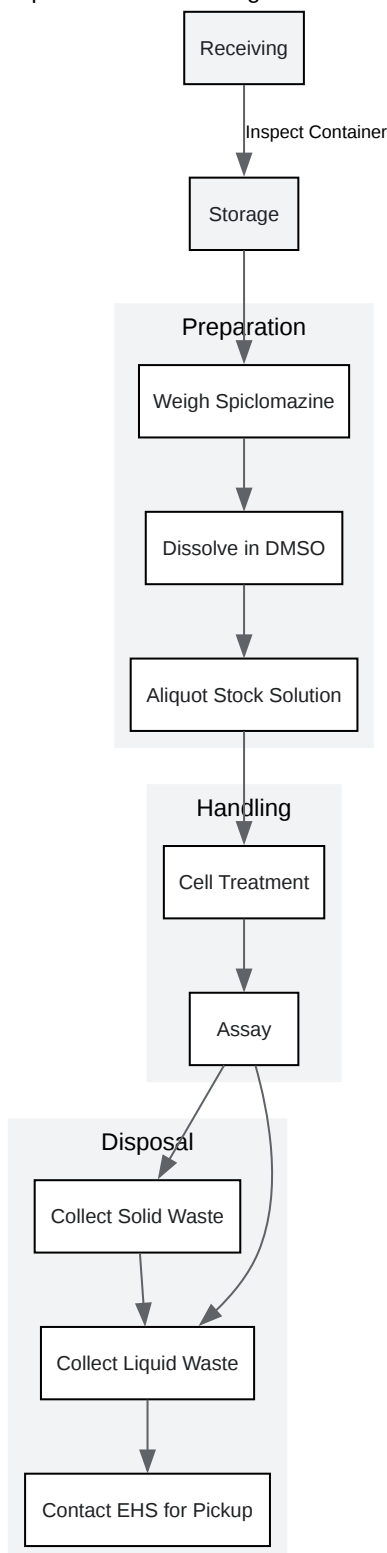 Receiving
Inspect Container
Storage
Preparation
Weigh Spiclomazine
Dissolve in DMSO
Aliquot Stock Solution
Handling
Cell Treatment
Assay
Disposal
Collect Solid Waste
Collect Liquid Waste
Contact EHS for Pickup